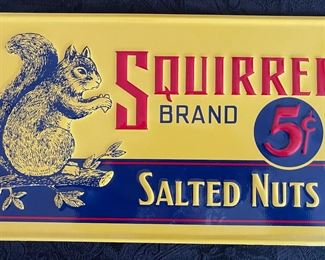 SQUIRREL
BRAND
5¢
SALTED NUTS